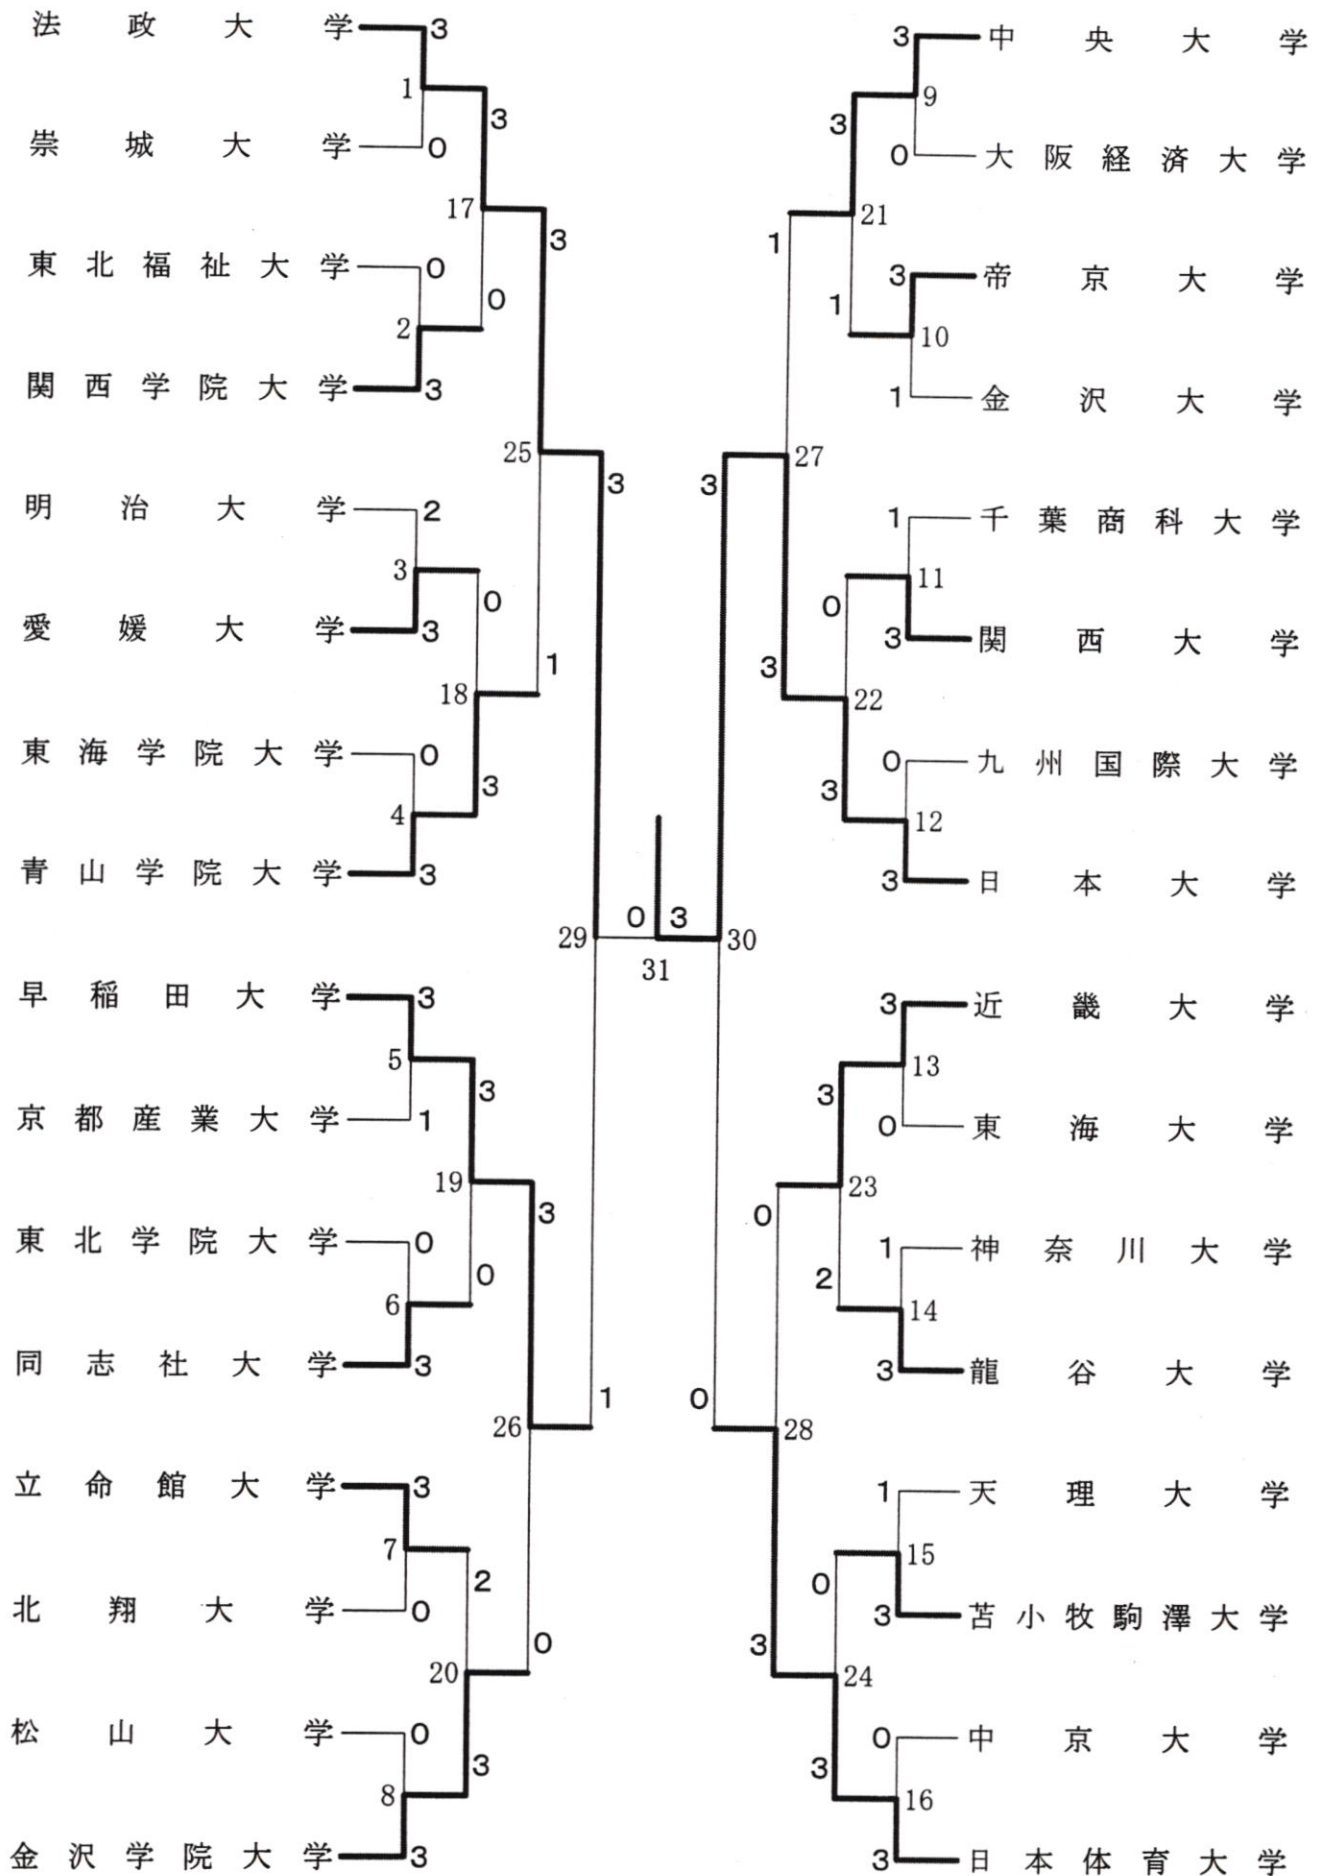 法政大学 3
1
3
崇城大学 0
17
3
東北福祉大学 0
0
2
関西学院大学 3
25
3
明治大学 2
3
0
愛媛大学 3
1
18
東海学院大学 0
3
4
青山学院大学 3
29
0 3
31
早稲田大学 3
5
3
京都産業大学 1
19
3
東北学院大学 0
0
6
同志社大学 3
1
26
立命館大学 3
7
2
北翔大学 0
0
20
松山大学 0
3
8
金沢学院大学 3
3 中央大学
9
3
0 大阪経済大学
21
1
3 帝京大学
1
10
1 金沢大学
27
3
1 千葉商科大学
11
0
3 関西大学
3
22
0 九州国際大学
3
12
3 日本大学
30
3 近畿大学
13
3
0 東海大学
23
0
1 神奈川大学
2
14
3 龍谷大学
0
28
1 天理大学
15
0
3 苫小牧駒澤大学
3
24
0 中京大学
3
16
3 日本体育大学